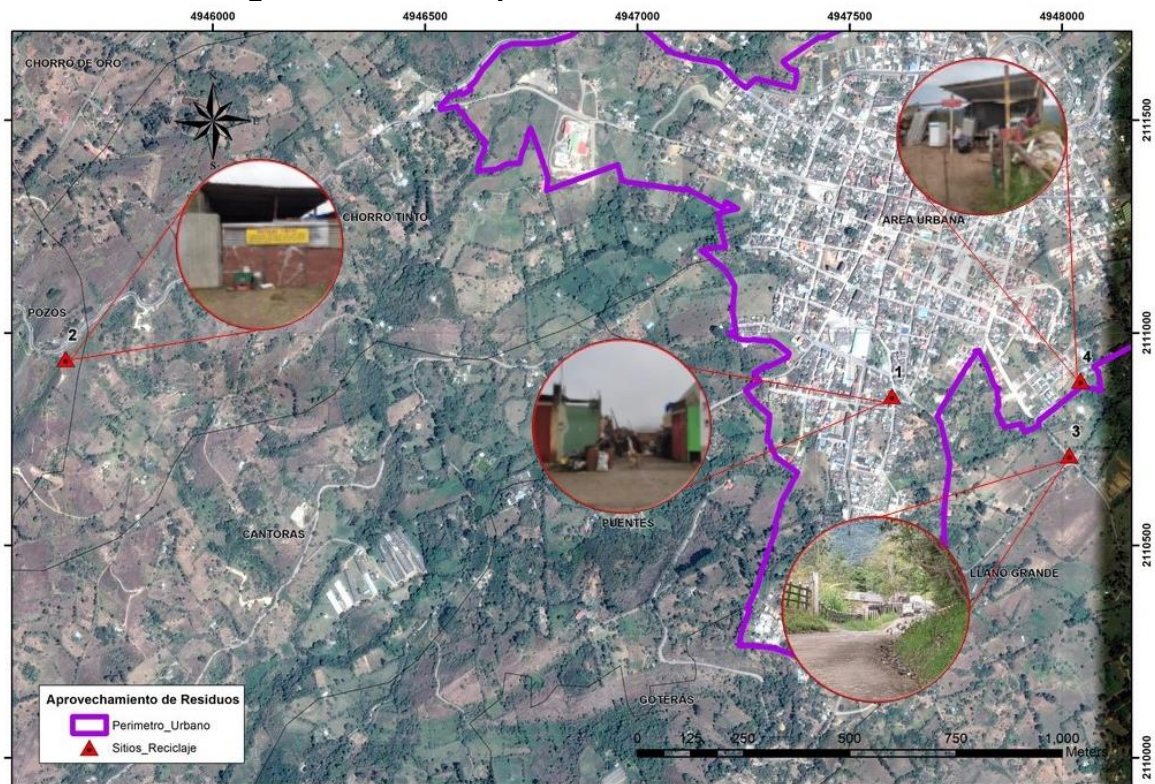 4946000 4946500 4947000 4947500 4948000
CHORRO DE ORO
2111500
CHORRO TINTO
AREA URBANA
POZOS
2
2111000
4
1
3
PUENTES
CANTORAS
2110500
LLANO GRANDE
GOTERAS
Aprovechamiento de Residuos
Perimetro_Urbano
Sitios_Reciclaje
0 125 250 500 750 1,000
Meters
2110000